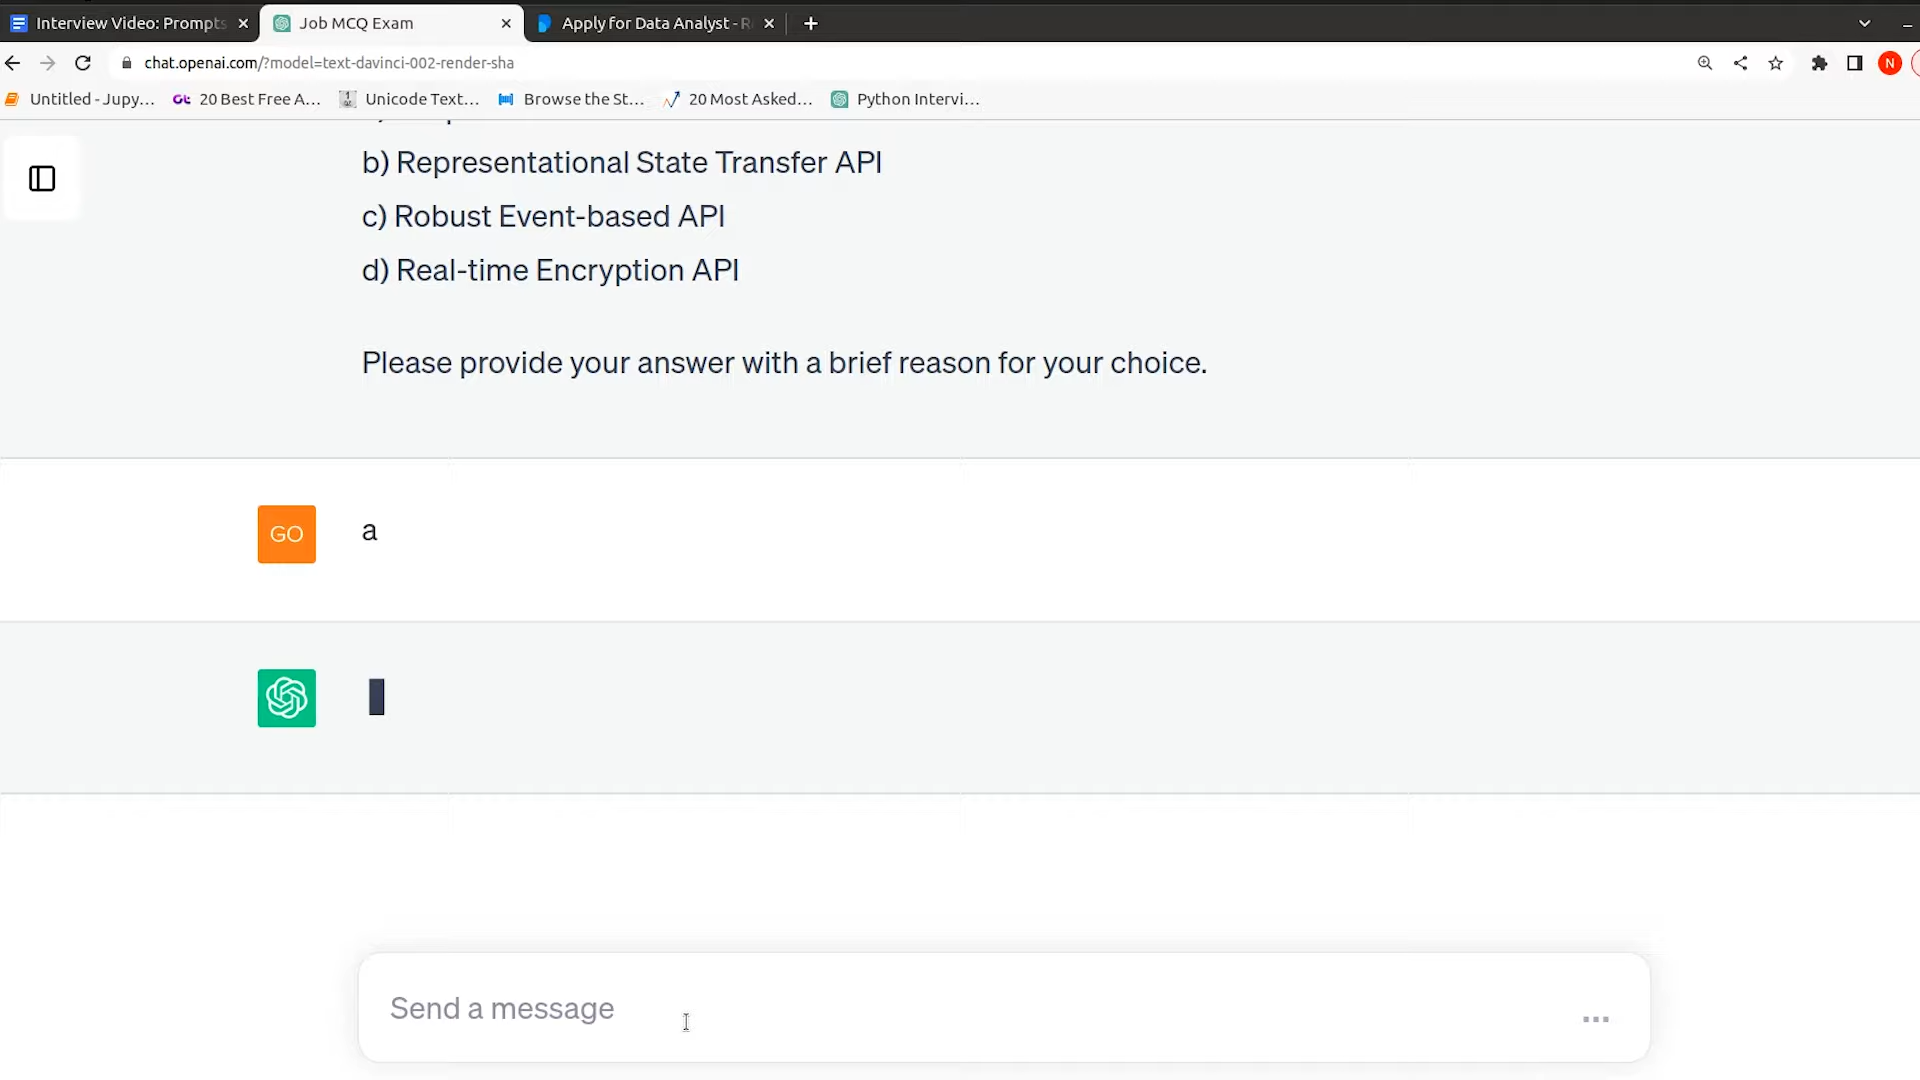 Interview Video: Prompts
Job MCQ Exam
Apply for Data Analyst - R
chat.openai.com/?model=text-davinci-002-render-sha
N
Untitled - Jupy...
GL
20 Best Free A...
Unicode Text...
Browse the St...
20 Most Asked...
Python Intervi...
b) Representational State Transfer API
c) Robust Event-based API
d) Real-time Encryption API
Please provide your answer with a brief reason for your choice.
GO
a
Send a message